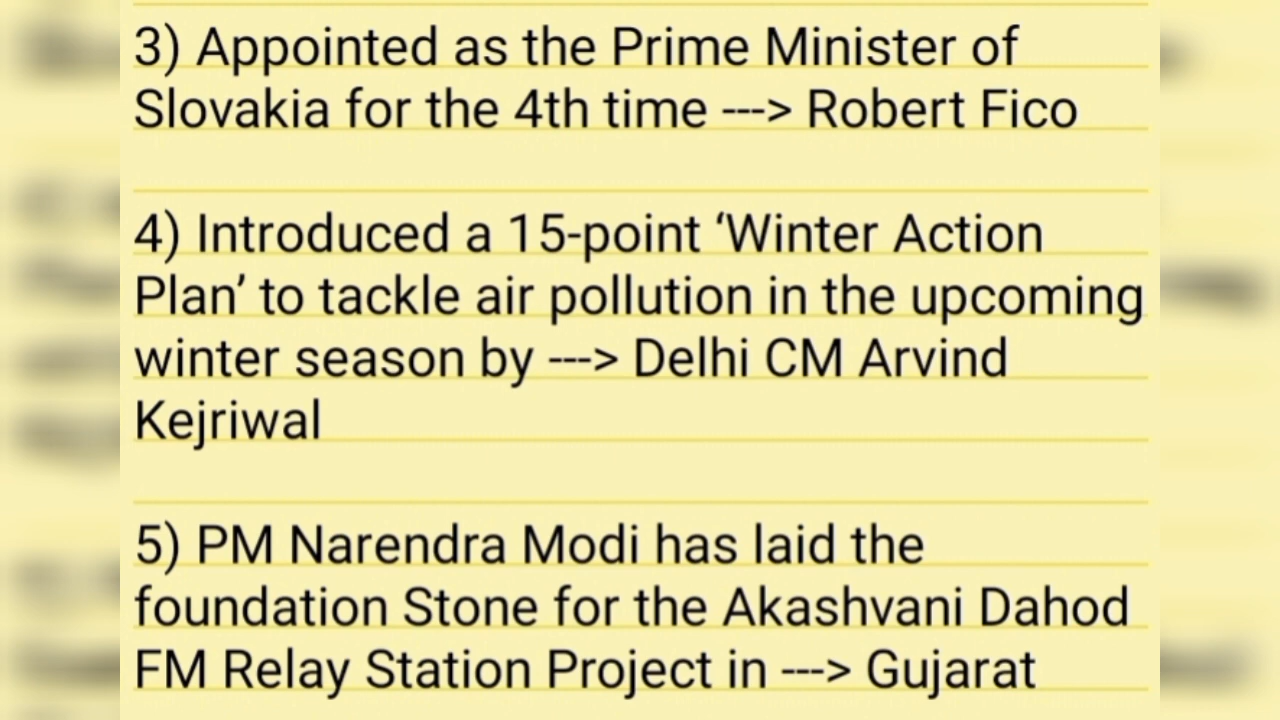 3) Appointed as the Prime Minister of
Slovakia for the 4th time ---> Robert Fico
4) Introduced a 15-point ‘Winter Action
Plan’ to tackle air pollution in the upcoming
winter season by ---> Delhi CM Arvind
Kejriwal
5) PM Narendra Modi has laid the
foundation Stone for the Akashvani Dahod
FM Relay Station Project in ---> Gujarat